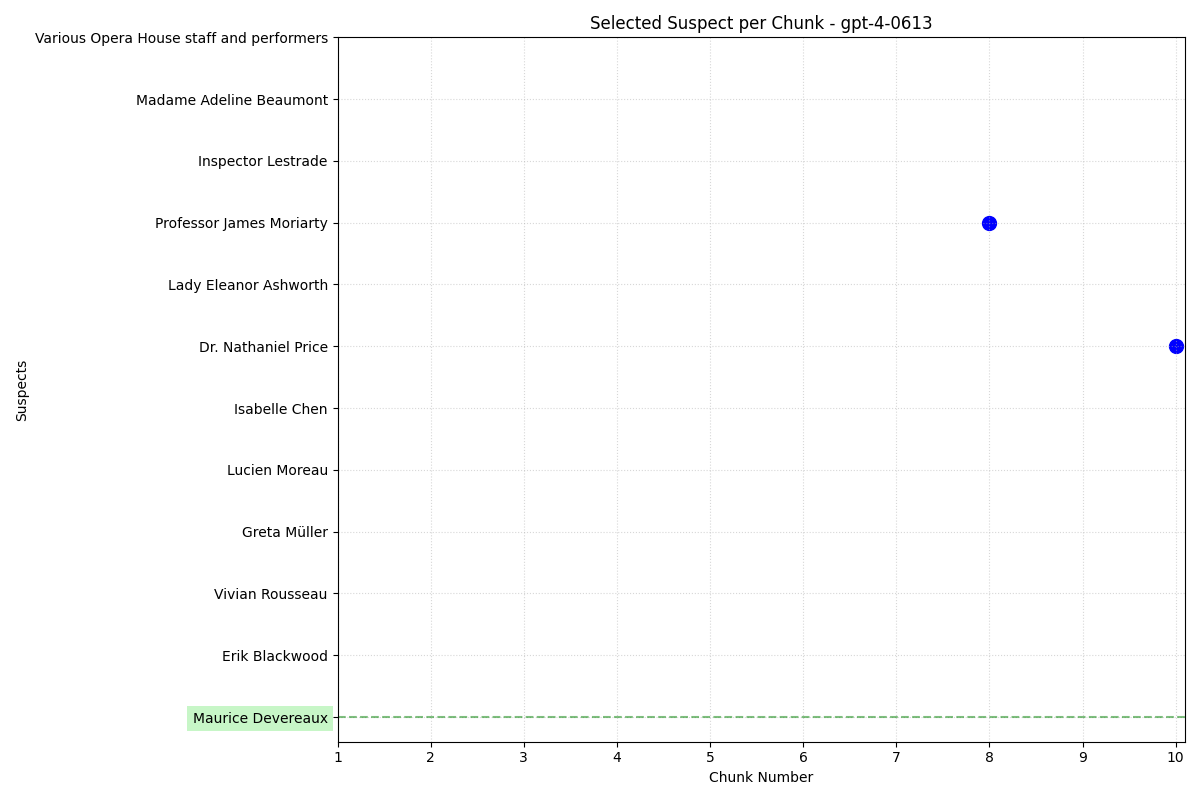 Selected Suspect per Chunk - gpt-4-0613
Various Opera House staff and performers
Madame Adeline Beaumont
Inspector Lestrade
Professor James Moriarty
Lady Eleanor Ashworth
Dr. Nathaniel Price
Isabelle Chen
Lucien Moreau
Greta Müller
Vivian Rousseau
Erik Blackwood
Maurice Devereaux
Suspects
1 2 3 4 5 6 7 8 9 10
Chunk Number